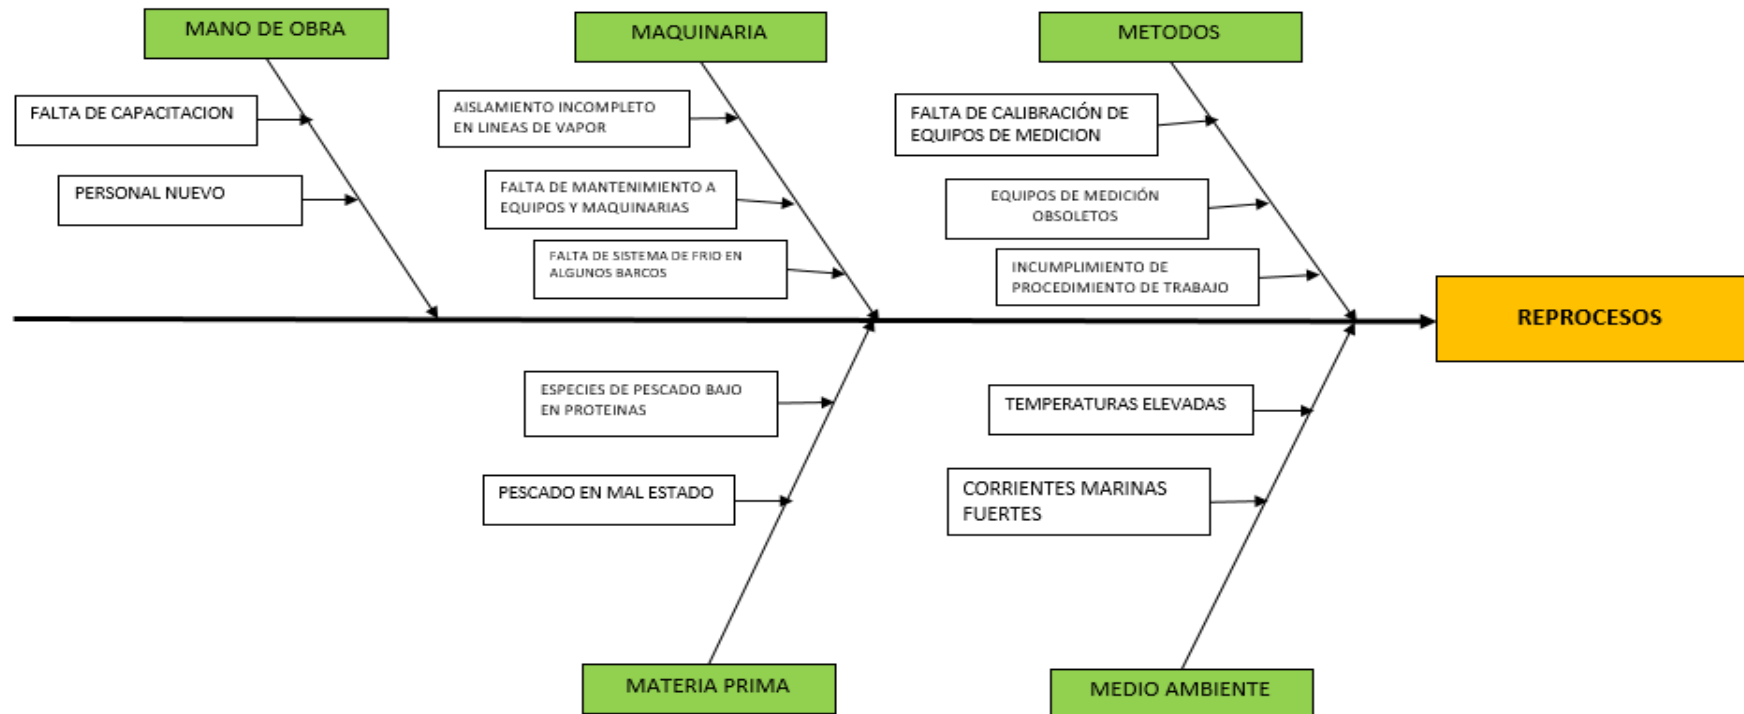 MANO DE OBRA
MAQUINARIA
METODOS
FALTA DE CAPACITACION
PERSONAL NUEVO
AISLAMIENTO INCOMPLETO
EN LINEAS DE VAPOR
FALTA DE MANTENIMIENTO A
EQUIPOS Y MAQUINARIAS
FALTA DE SISTEMA DE FRIO EN
ALGUNOS BARCOS
FALTA DE CALIBRACIÓN DE
EQUIPOS DE MEDICION
EQUIPOS DE MEDICIÓN
OBSOLETOS
INCUMPLIMIENTO DE
PROCEDIMIENTO DE TRABAJO
REPROCESOS
ESPECIES DE PESCADO BAJO
EN PROTEINAS
PESCADO EN MAL ESTADO
TEMPERATURAS ELEVADAS
CORRIENTES MARINAS
FUERTES
MATERIA PRIMA
MEDIO AMBIENTE